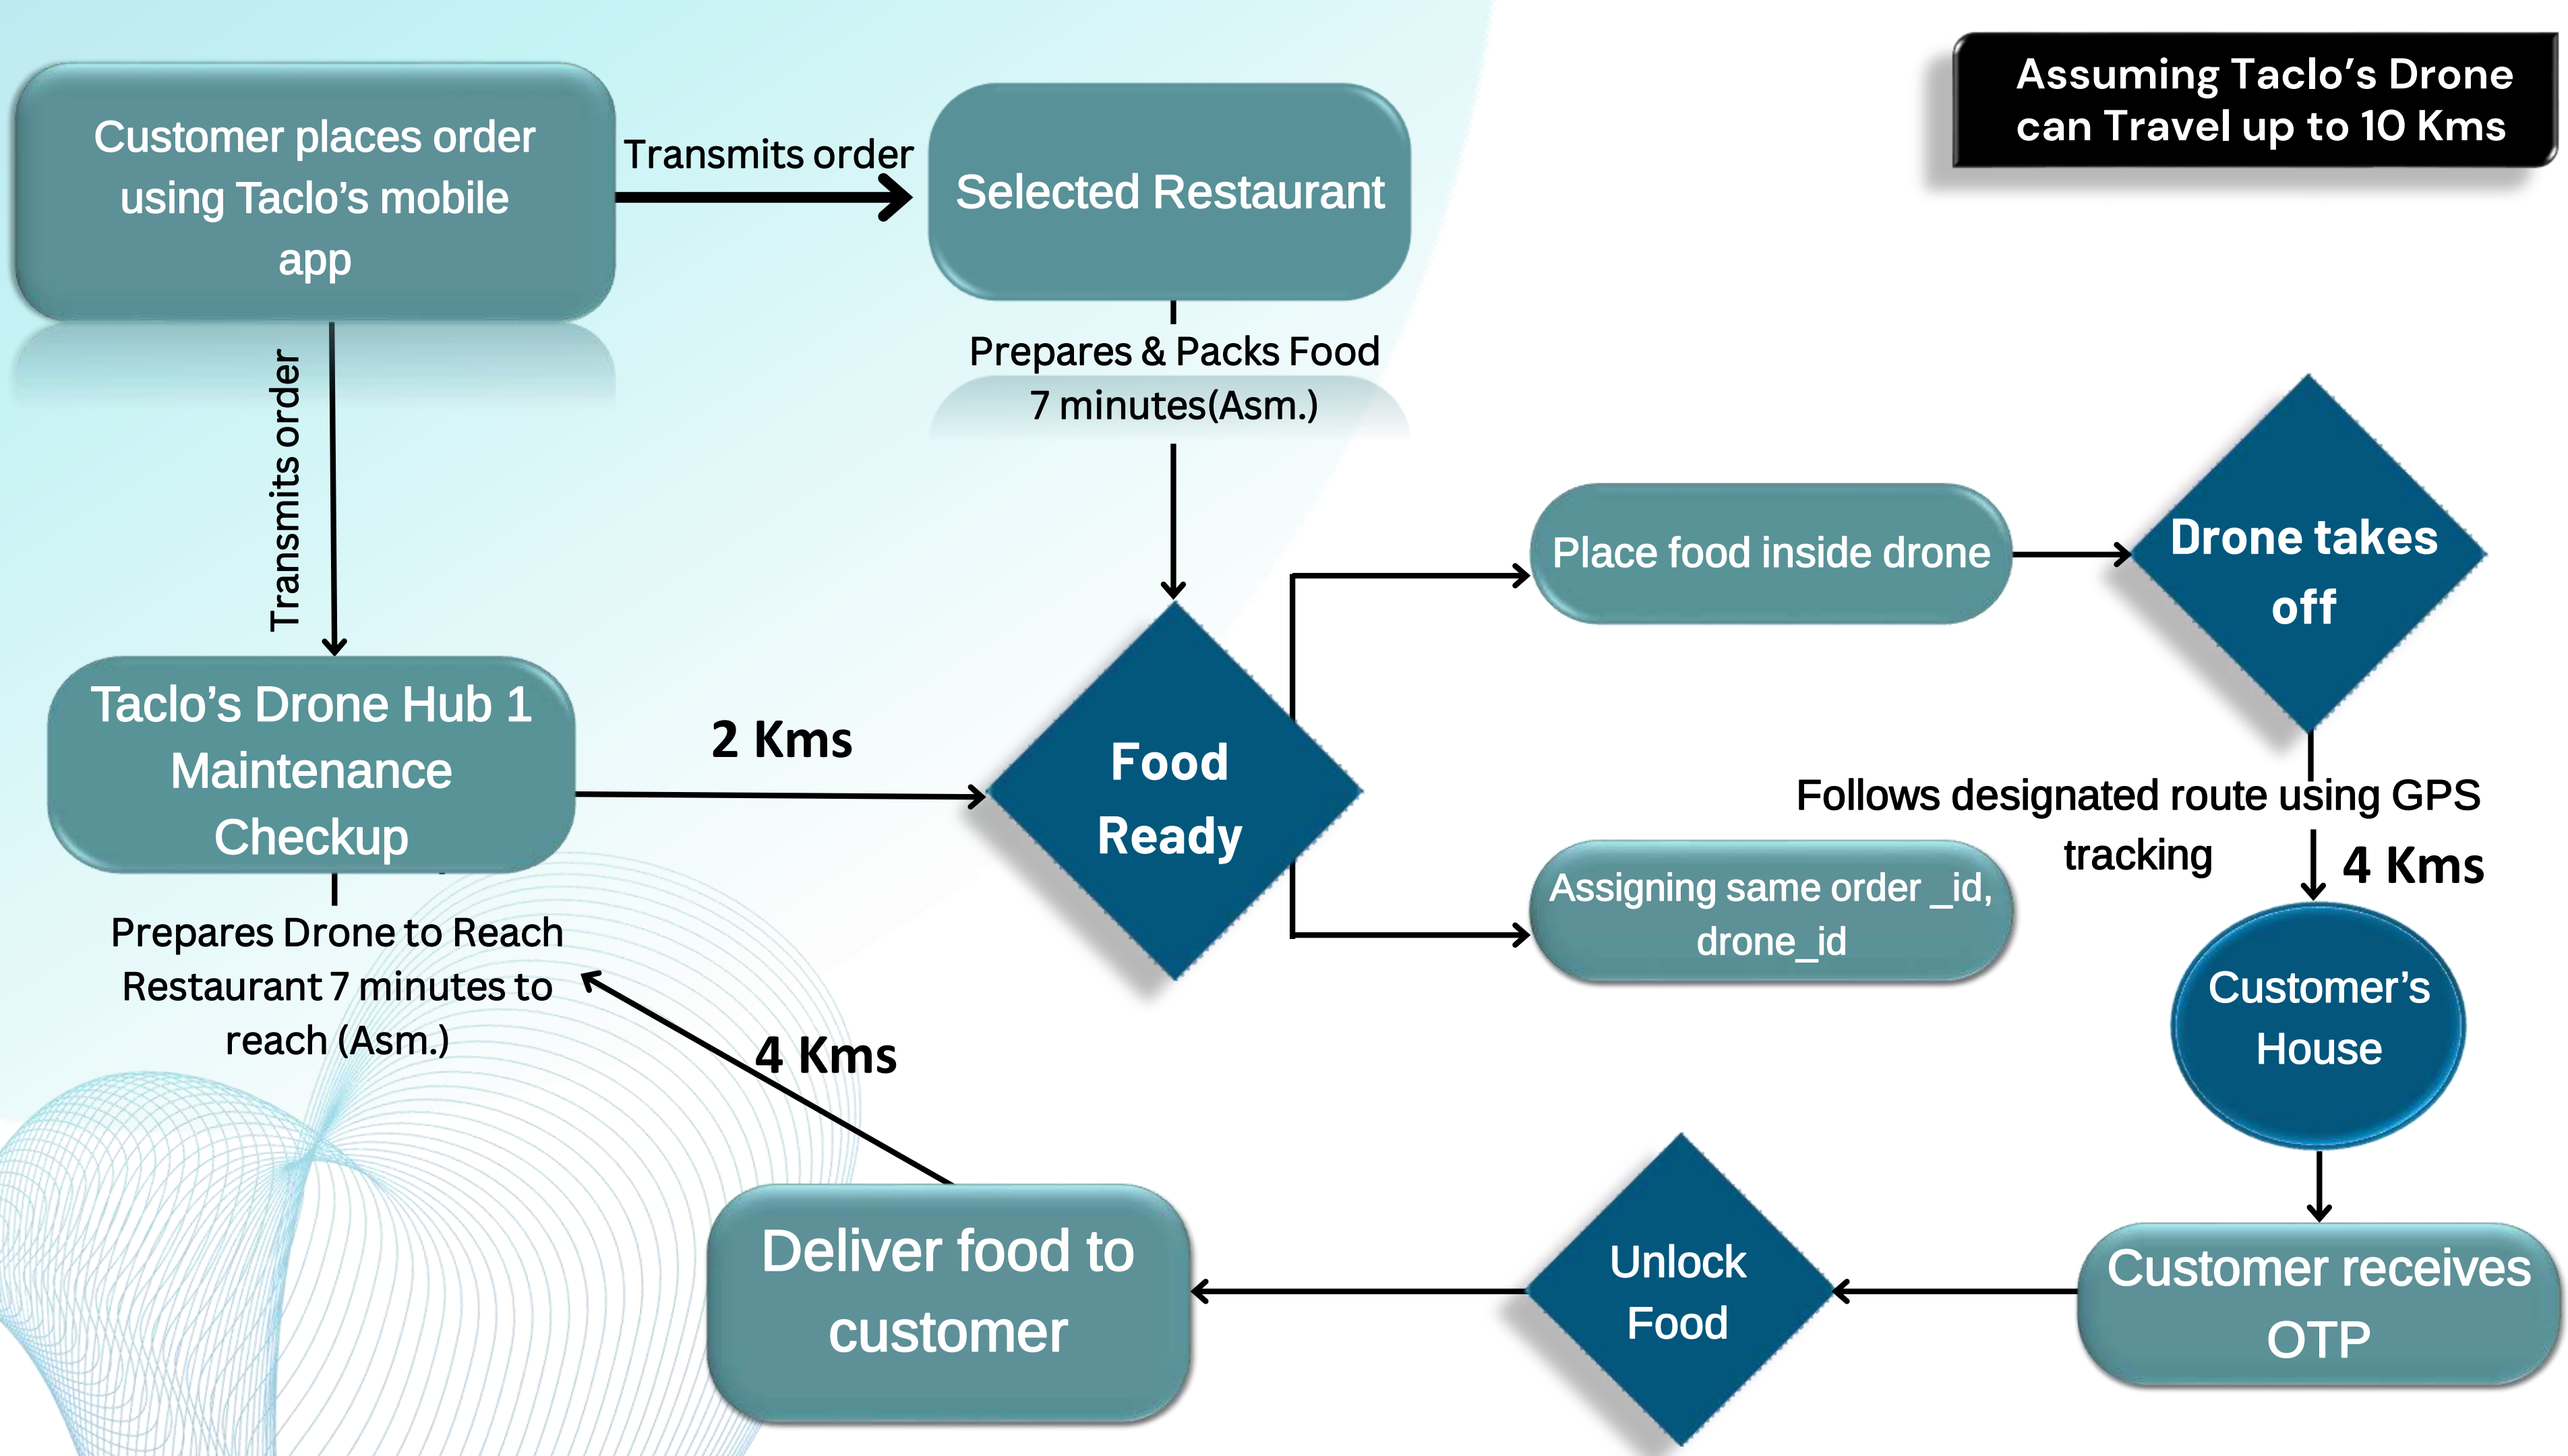 Assuming Taclo's Drone
can Travel up to 10 Kms
Customer places order
using Taclo's mobile
app
Transmits order
Selected Restaurant
Prepares & Packs Food
7 minutes(Asm.)
Transmits order
Taclo's Drone Hub 1
Maintenance
Checkup
Prepares Drone to Reach
Restaurant 7 minutes to
reach (Asm.)
2 Kms
Food
Ready
Place food inside drone
Assigning same order _id,
drone_id
Drone takes
off
Follows designated route using GPS
tracking
4 Kms
Customer's
House
Customer receives
OTP
Unlock
Food
Deliver food to
customer
4 Kms